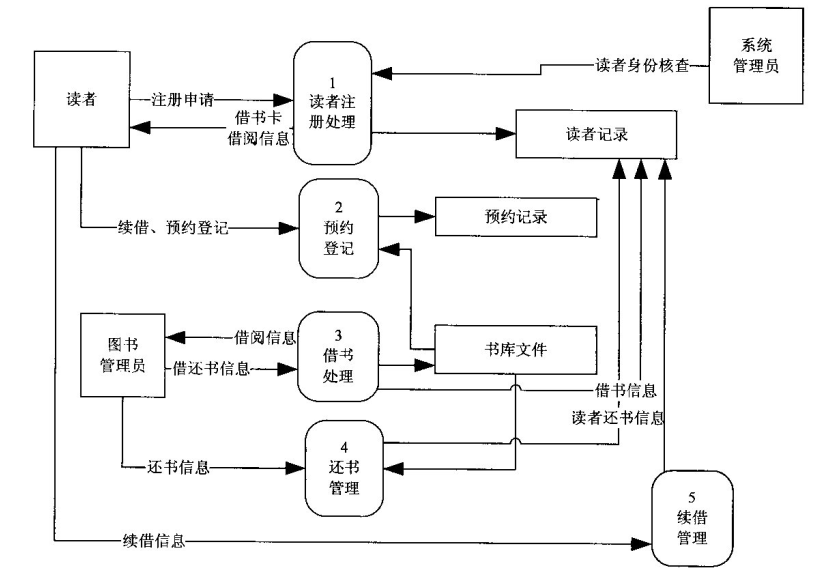 系统
管理员
读者身份核查
1
读者注
册处理
读者
注册申请
借书卡
借阅信息
读者记录
2
预约
登记
续借、预约登记
预约记录
图书
管理员
借阅信息
借还书信息
3
借书
处理
书库文件
借书信息
读者还书信息
4
还书
管理
还书信息
5
续借
管理
续借信息